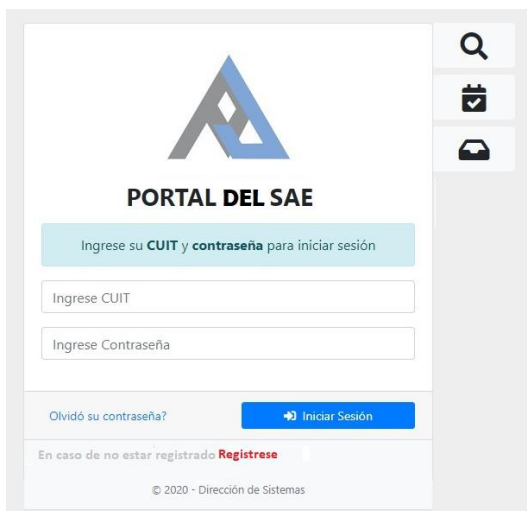 PORTAL DEL SAE
Ingrese su CUIT y contraseña para iniciar sesión
Ingrese CUIT
Ingrese Contraseña
Olvidó su contraseña?
Iniciar Sesión
En caso de no estar registrado Registrese
© 2020 - Dirección de Sistemas